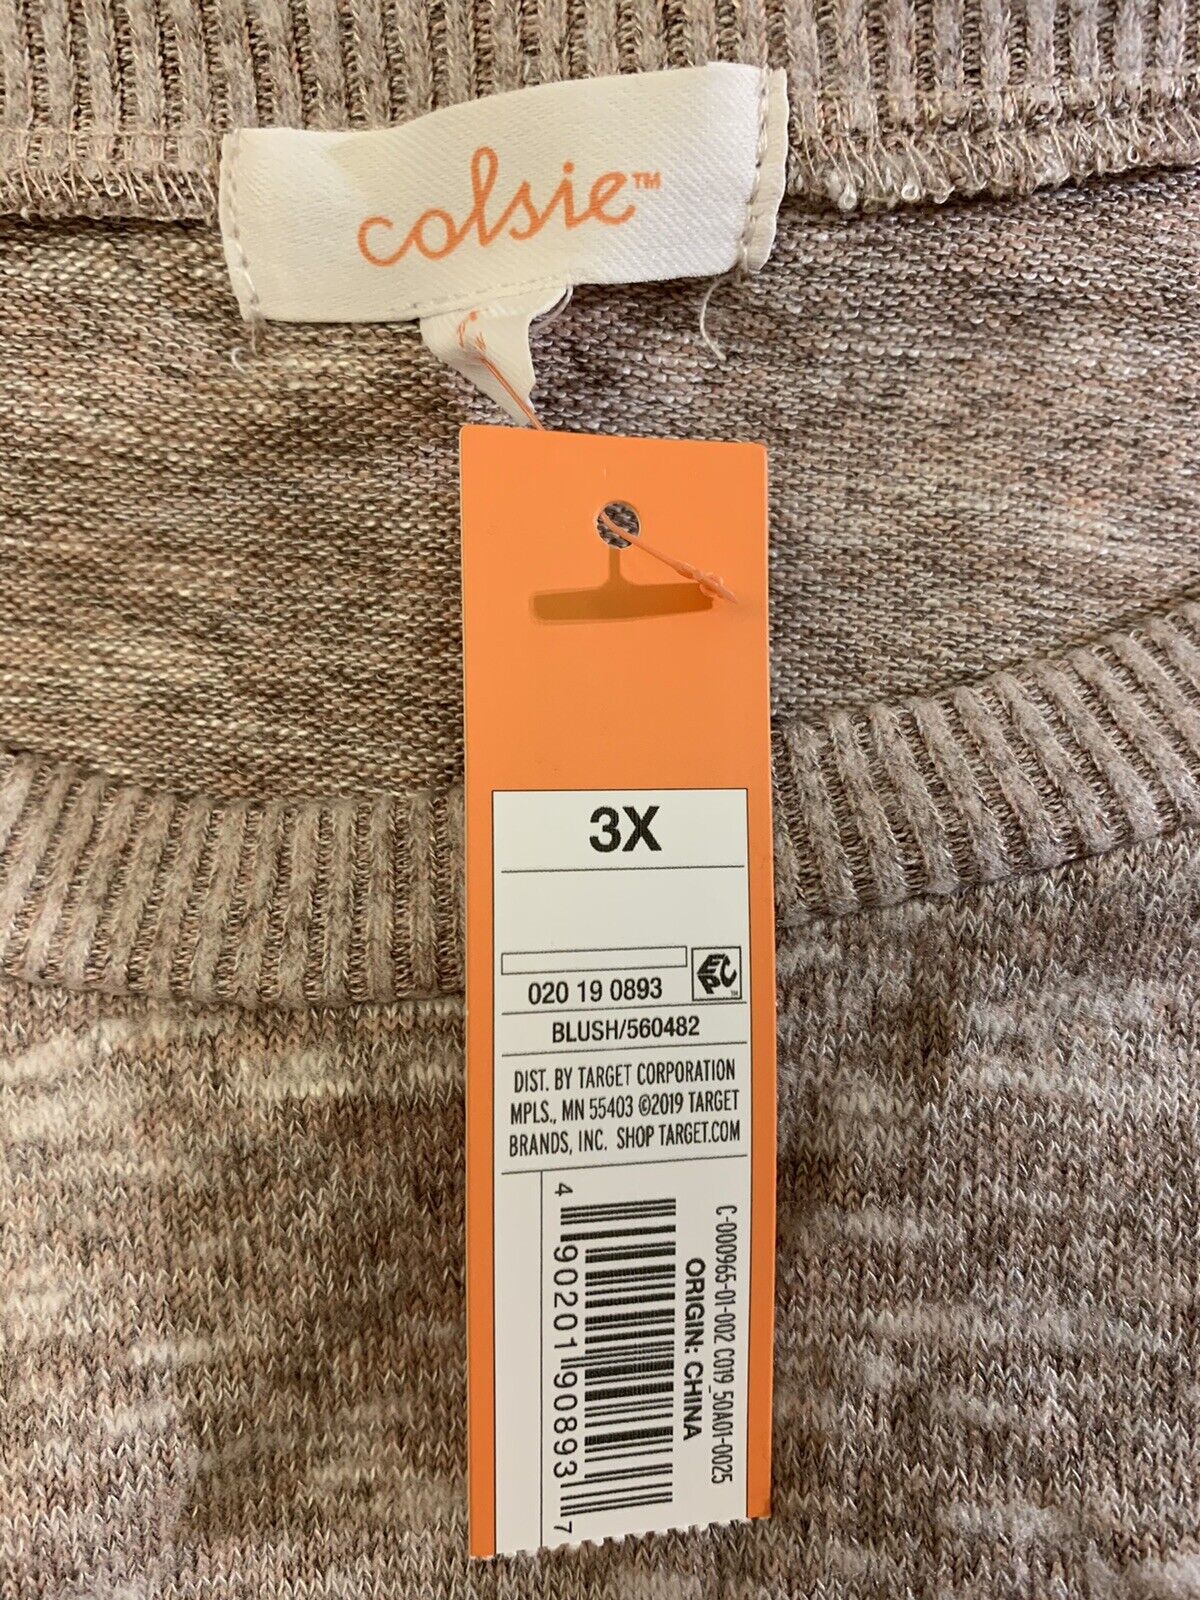 colsie™
3X
EPC™
020 19 0893
BLUSH/560482
DIST. BY TARGET CORPORATION
MPLS., MN 55403 ©2019 TARGET
BRANDS, INC. SHOP TARGET.COM
C-000965-01-002 C019_50A01-0025
ORIGIN: CHINA
4 90201 90893 7